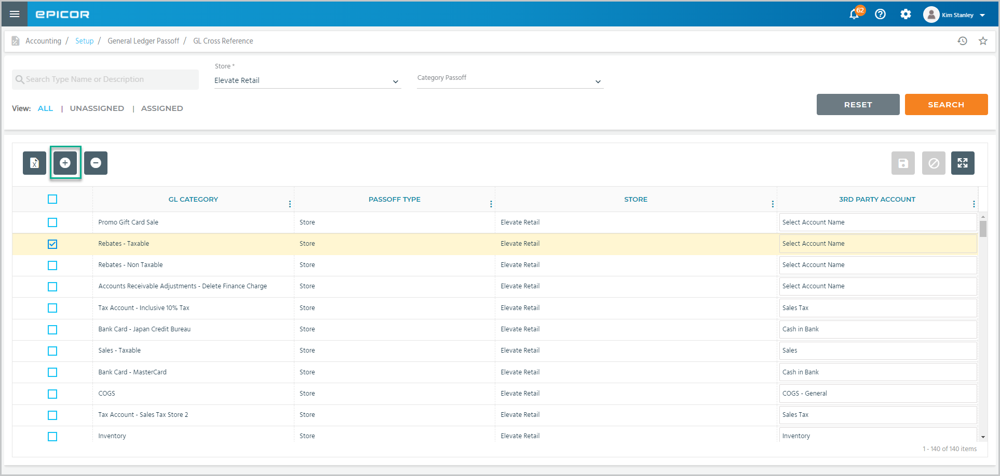 EPICOR
62
Kim Stanley
Accounting / Setup / General Ledger Passoff / GL Cross Reference
Search Type Name or Description
Store *
Elevate Retail
Category Passoff
View: ALL | UNASSIGNED | ASSIGNED
RESET
SEARCH
GL CATEGORY PASSOFF TYPE STORE 3RD PARTY ACCOUNT
Promo Gift Card Sale Store Elevate Retail Select Account Name
Rebates - Taxable Store Elevate Retail Select Account Name
Rebates - Non Taxable Store Elevate Retail Select Account Name
Accounts Receivable Adjustments - Delete Finance Charge Store Elevate Retail Select Account Name
Tax Account - Inclusive 10% Tax Store Elevate Retail Sales Tax
Bank Card - Japan Credit Bureau Store Elevate Retail Cash in Bank
Sales - Taxable Store Elevate Retail Sales
Bank Card - MasterCard Store Elevate Retail Cash in Bank
COGS Store Elevate Retail COGS - General
Tax Account - Sales Tax Store 2 Store Elevate Retail Sales Tax
Inventory Store Elevate Retail Inventory
1 - 140 of 140 items